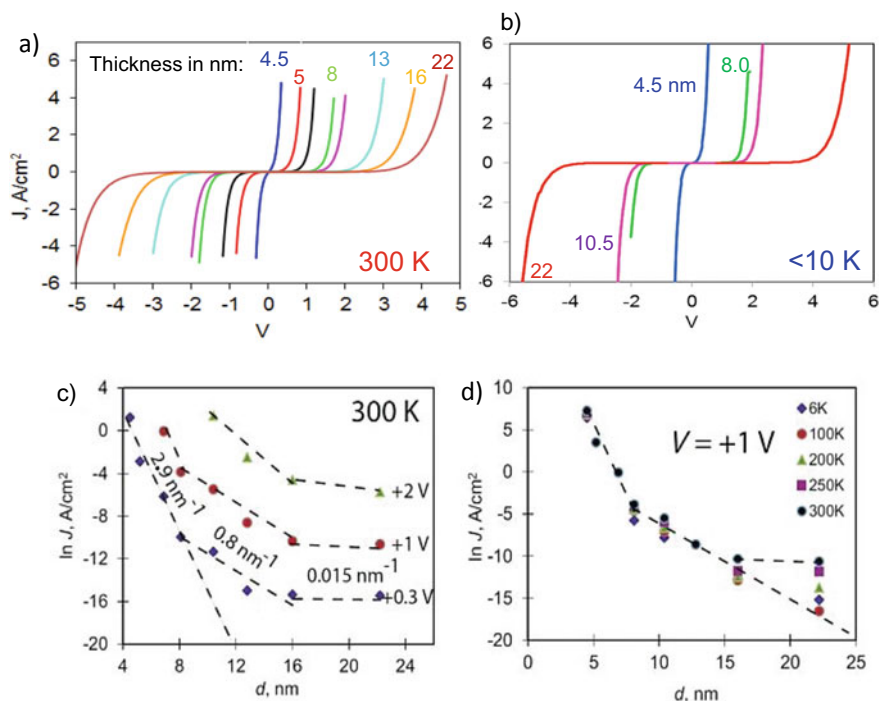 a)
Thickness in nm:
4.5
5
8
13
16
22
6
4
2
0
-2
-4
-6
J, A/cm²
-5 -4 -3 -2 -1 0 1 2 3 4 5
V
300 K
b)
6
4
2
0
-2
-4
-6
4.5 nm
8.0
10.5
22
<10 K
-6 -4 -2 0 2 4 6
V
c)
300 K
4
0
-4
-8
-12
-16
-20
ln J, A/cm²
2.9 nm⁻¹
0.8 nm⁻¹
0.015 nm⁻¹
+2 V
+1 V
+0.3 V
4 8 12 16 20 24
d, nm
d)
10
5
0
-5
-10
-15
-20
ln J, A/cm²
V = +1 V
6K
100K
200K
250K
300K
0 5 10 15 20 25
d, nm